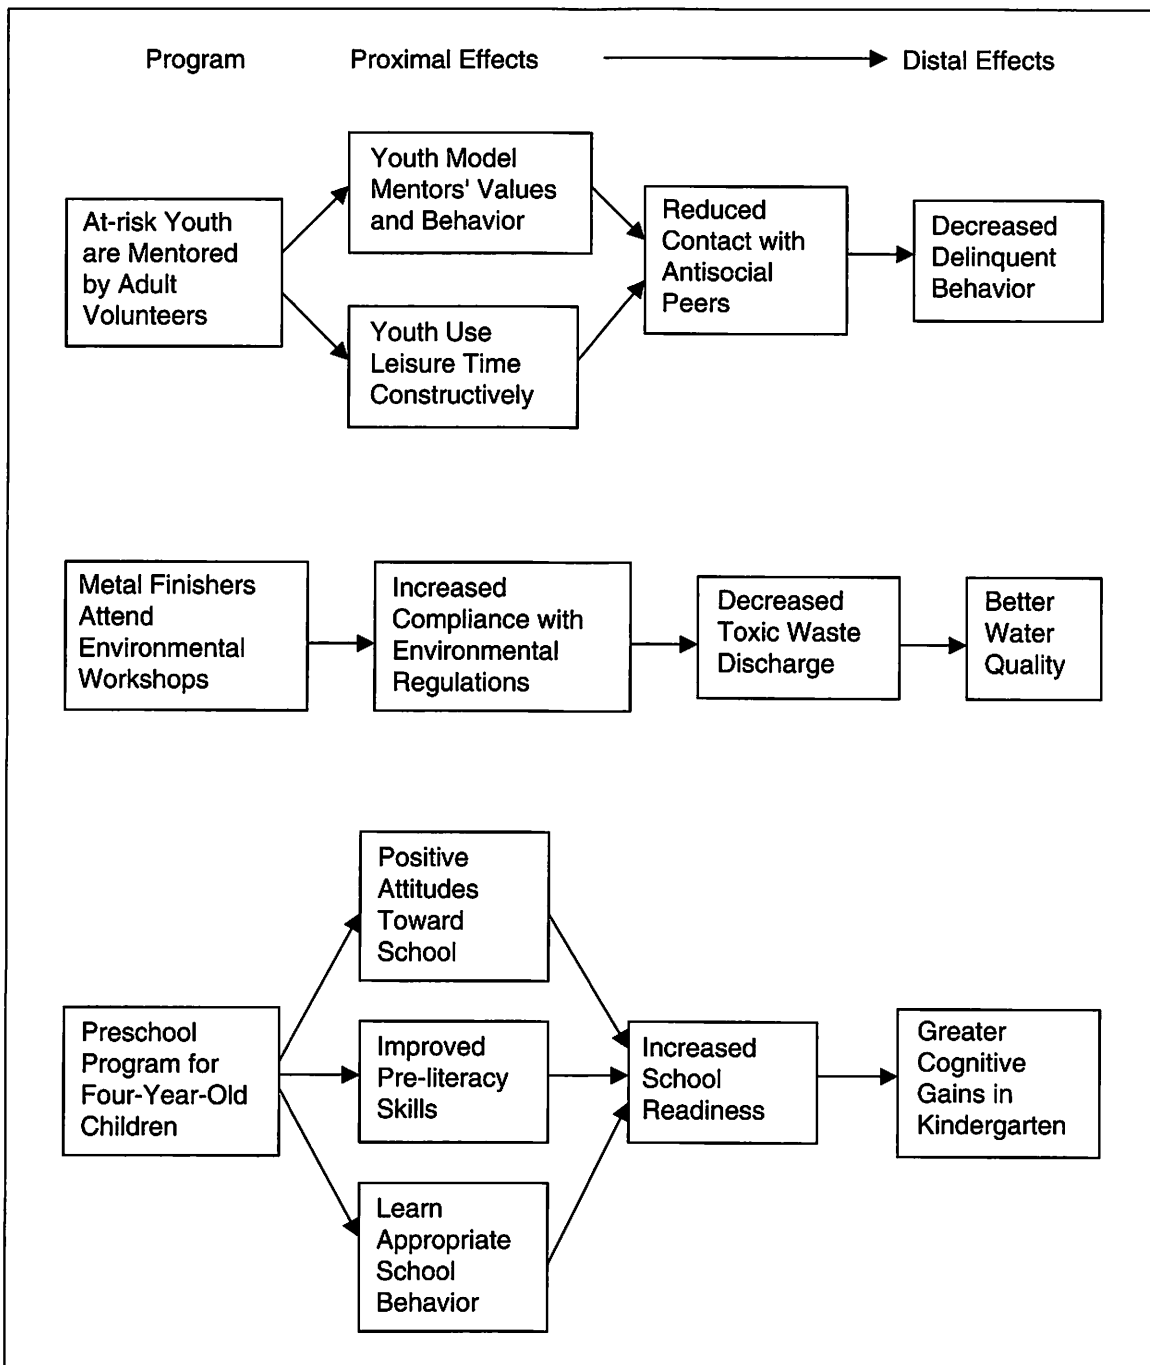 Program Proximal Effects Distal Effects
Youth Model
Mentors' Values
and Behavior
At-risk Youth
are Mentored
by Adult
Volunteers
Youth Use
Leisure Time
Constructively
Reduced
Contact with
Antisocial
Peers
Decreased
Delinquent
Behavior
Metal Finishers
Attend
Environmental
Workshops
Increased
Compliance with
Environmental
Regulations
Decreased
Toxic Waste
Discharge
Better
Water
Quality
Preschool
Program for
Four-Year-Old
Children
Positive
Attitudes
Toward
School
Improved
Pre-literacy
Skills
Learn
Appropriate
School
Behavior
Increased
School
Readiness
Greater
Cognitive
Gains in
Kindergarten